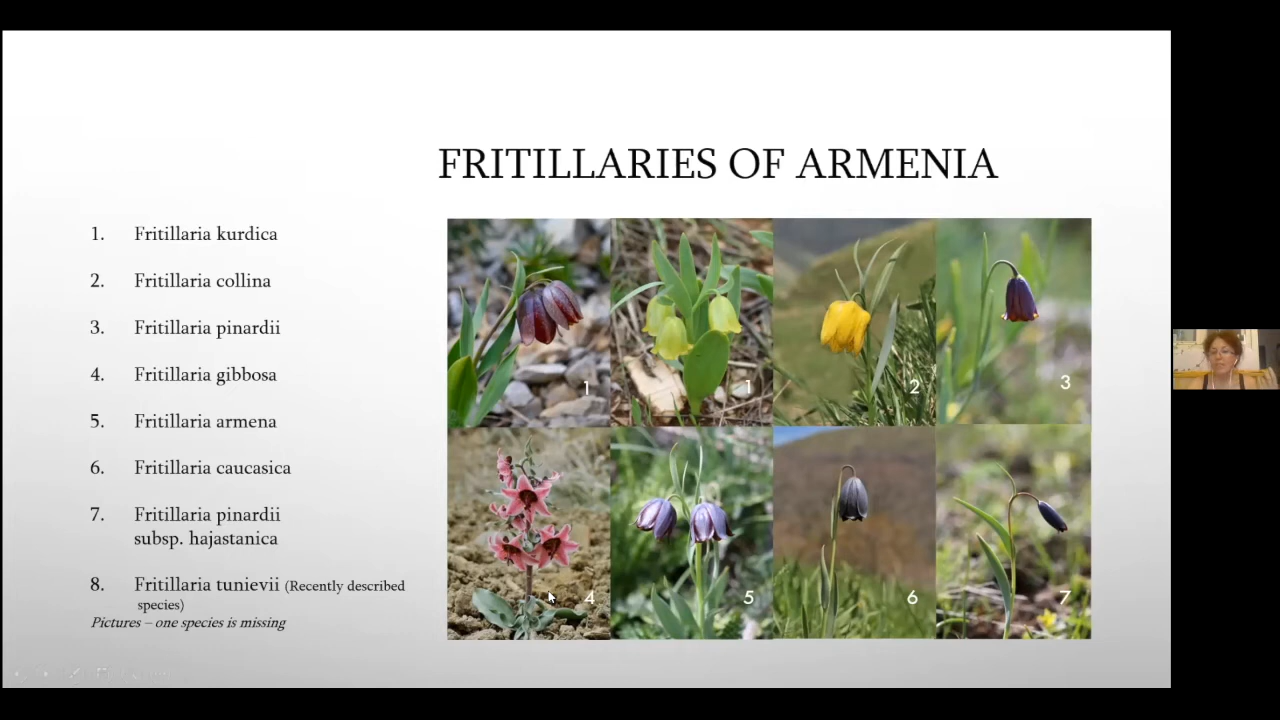 FRITILLARIES OF ARMENIA
1. Fritillaria kurdica
2. Fritillaria collina
3. Fritillaria pinardii
4. Fritillaria gibbosa
5. Fritillaria armena
6. Fritillaria caucasica
7. Fritillaria pinardii
subsp. hajastanica
8. Fritillaria tunievii (Recently described
species)
Pictures – one species is missing
1 1 2 3
4 5 6 7